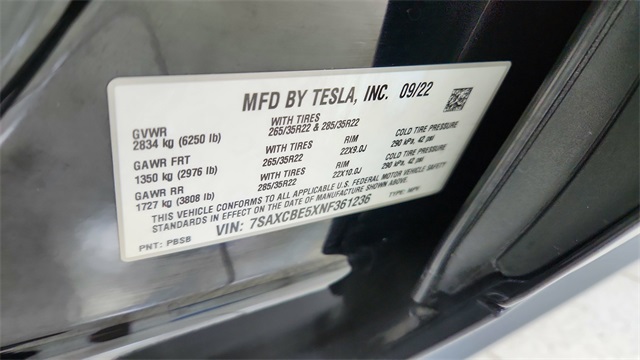 MFD BY TESLA, INC. 09/22
GVWR
2834 kg (6250 lb)
WITH TIRES
265/35R22 & 285/35R22
GAWR FRT
1350 kg (2976 lb)
WITH TIRES
265/35R22
RIM
22X9.0J
COLD TIRE PRESSURE
290 kPa, 42 psi
GAWR RR
1727 kg (3808 lb)
WITH TIRES
285/35R22
RIM
22X10.0J
COLD TIRE PRESSURE
290 kPa, 42 psi
THIS VEHICLE CONFORMS TO ALL APPLICABLE U.S. FEDERAL MOTOR VEHICLE SAFETY
STANDARDS IN EFFECT ON THE DATE OF MANUFACTURE SHOWN ABOVE.
VIN: 7SAXCBE5XNF361236
TYPE: MPV
PNT: PBSB